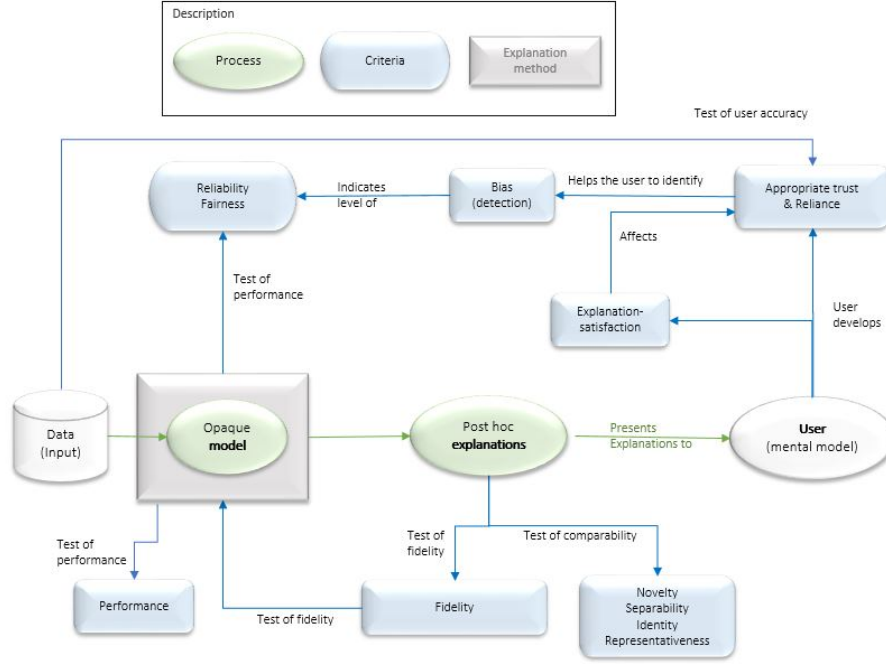 Description
Process
Criteria
Explanation
method
Test of user accuracy
Reliability
Fairness
Indicates
level of
Bias
(detection)
Helps the user to identify
Appropriate trust
& Reliance
Affects
Test of
performance
Explanation-
satisfaction
User
develops
Data
(Input)
Opaque
model
Post hoc
explanations
Presents
Explanations to
User
(mental model)
Test of
performance
Test of
fidelity
Test of comparability
Performance
Test of fidelity
Fidelity
Novelty
Separability
Identity
Representativeness